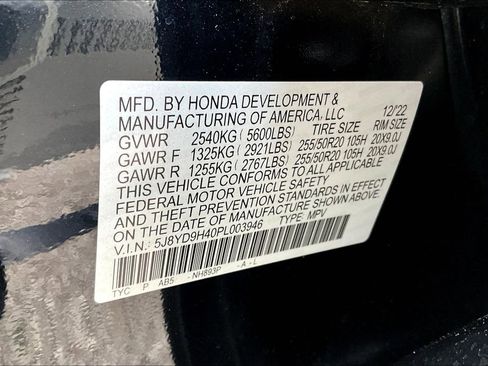 MFD. BY HONDA DEVELOPMENT &
MANUFACTURING OF AMERICA, LLC 12/22
GVWR 2540KG ( 5600LBS) TIRE SIZE RIM SIZE
GAWR F 1325KG ( 2921LBS) 255/50R20 105H 20X9.0J
GAWR R 1255KG ( 2767LBS) 255/50R20 105H 20X9.0J
THIS VEHICLE CONFORMS TO ALL APPLICABLE
FEDERAL MOTOR VEHICLE SAFETY
AND THEFT PREVENTION STANDARDS IN EFFECT
ON THE DATE OF MANUFACTURE SHOWN ABOVE.
V.I.N.: 5J8YD9H40PL003946 TYPE: MPV
TYC P AB5 - NH893P - A - L